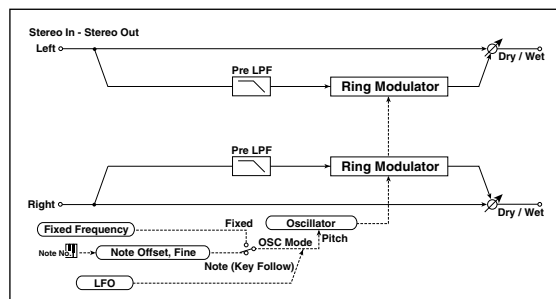 Stereo In - Stereo Out
Left
Dry / Wet
Pre LPF
Ring Modulator
Pre LPF
Ring Modulator
Right
Dry / Wet
Fixed Frequency
Fixed
Oscillator
OSC Mode
Pitch
Note No.
Note Offset, Fine
Note (Key Follow)
LFO